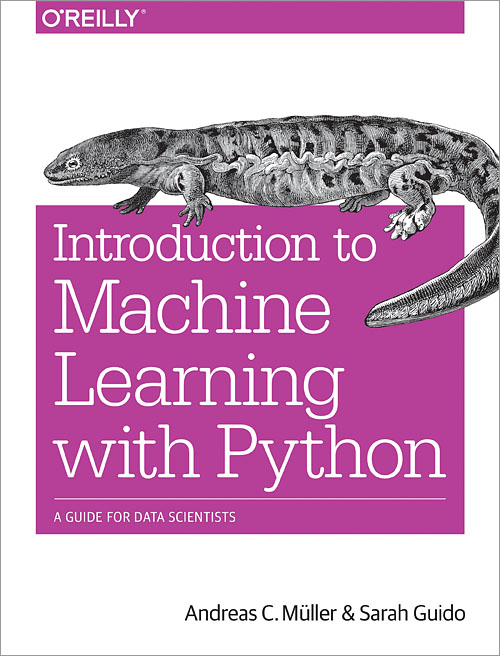 O'REILLY®
Introduction to
Machine
Learning
with Python
A GUIDE FOR DATA SCIENTISTS
Andreas C. Müller & Sarah Guido